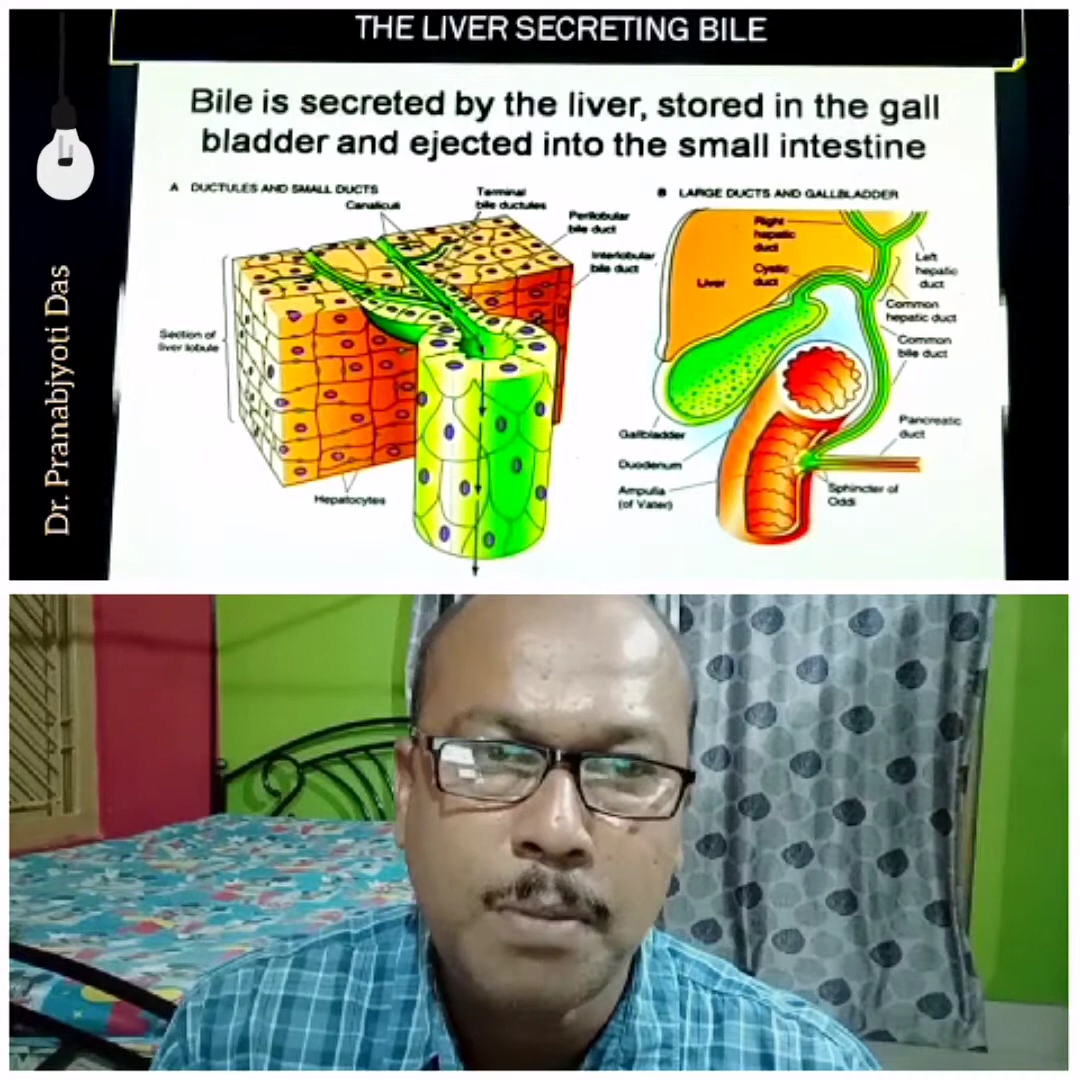 THE LIVER SECRETING BILE
Bile is secreted by the liver, stored in the gall
bladder and ejected into the small intestine
Dr. Pranabjyoti Das
A DUCTULES AND SMALL DUCTS
Canaliculi
Terminal
bile ductules
Perilobular
bile duct
Interlobular
bile duct
Section of
liver lobule
Hepatocytes
B LARGE DUCTS AND GALLBLADDER
Right
hepatic
duct
Cystic
duct
Liver
Left
hepatic
duct
Common
hepatic duct
Common
bile duct
Pancreatic
duct
Gallbladder
Duodenum
Ampulla
(of Vater)
Sphincter of
Oddi